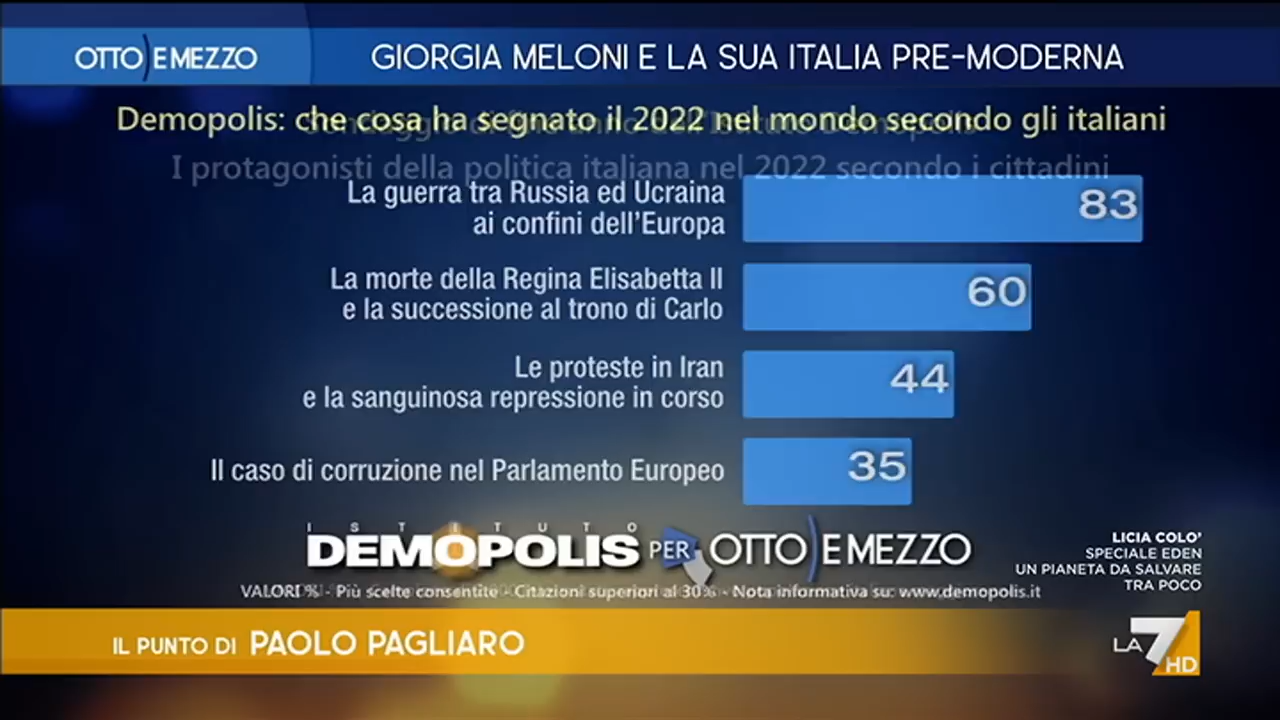 OTTO E MEZZO
GIORGIA MELONI E LA SUA ITALIA PRE-MODERNA
Demopolis: che cosa ha segnato il 2022 nel mondo secondo gli italiani
I protagonisti della politica italiana nel 2022 secondo i cittadini
La guerra tra Russia ed Ucraina
ai confini dell'Europa
83
La morte della Regina Elisabetta II
e la successione al trono di Carlo
60
Le proteste in Iran
e la sanguinosa repressione in corso
44
Il caso di corruzione nel Parlamento Europeo
35
ISTITUTO
DEMOPOLIS PER OTTO E MEZZO
VALORI % - Più scelte consentite - Citazioni superiori al 30% - Nota informativa su: www.demopolis.it
LICIA COLO'
SPECIALE EDEN
UN PIANETA DA SALVARE
TRA POCO
IL PUNTO DI PAOLO PAGLIARO
LA 7 HD